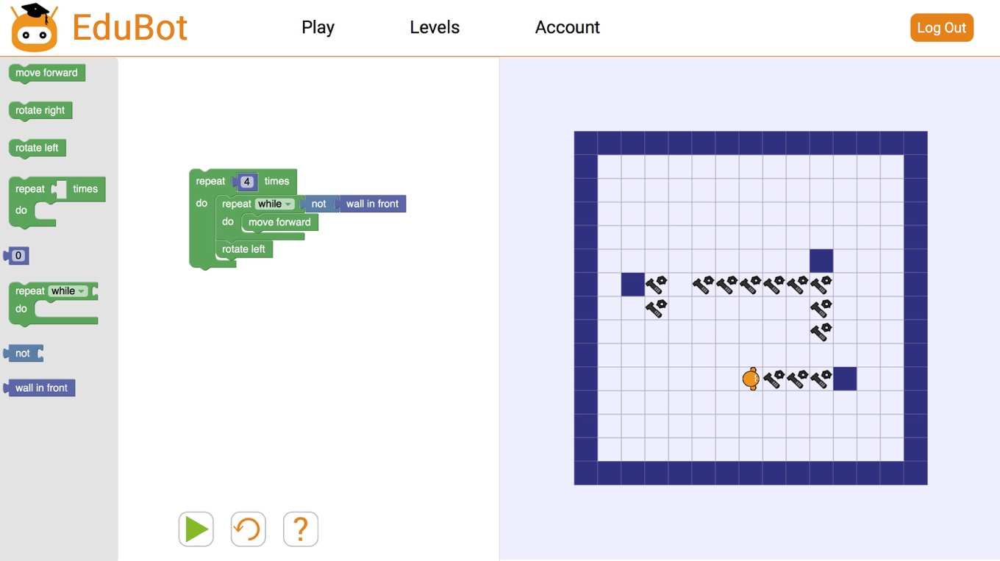 EduBot
Play
Levels
Account
Log Out
move forward
rotate right
rotate left
repeat times
do
0
repeat while
do
not
wall in front
repeat 4 times
do repeat while not wall in front
do move forward
rotate left
?